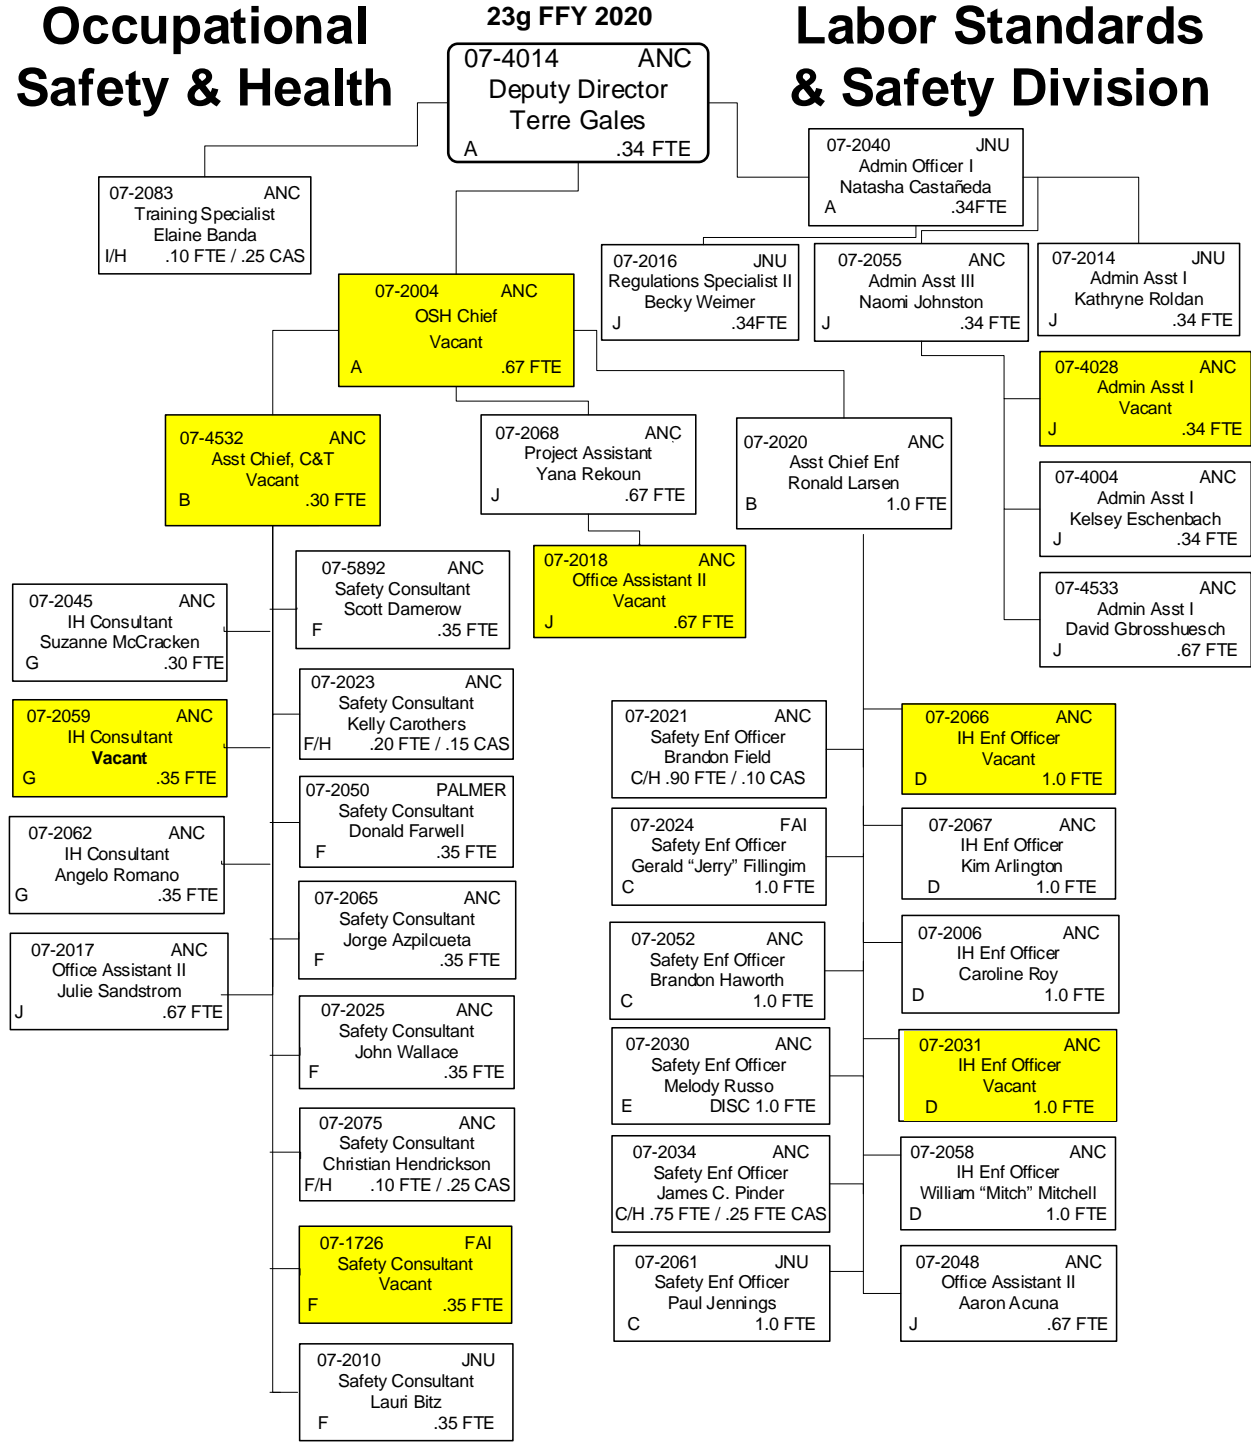 Occupational
Safety & Health
23g FFY 2020
Labor Standards
& Safety Division
07-4014 ANC
Deputy Director
Terre Gales
A .34 FTE
07-2040 JNU
Admin Officer I
Natasha Castañeda
A .34FTE
07-2083 ANC
Training Specialist
Elaine Banda
I/H .10 FTE / .25 CAS
07-2016 JNU
Regulations Specialist II
Becky Weimer
J .34FTE
07-2055 ANC
Admin Asst III
Naomi Johnston
J .34 FTE
07-2014 JNU
Admin Asst I
Kathryne Roldan
J .34 FTE
07-2004 ANC
OSH Chief
Vacant
A .67 FTE
07-4028 ANC
Admin Asst I
Vacant
J .34 FTE
07-4532 ANC
Asst Chief, C&T
Vacant
B .30 FTE
07-2068 ANC
Project Assistant
Yana Rekoun
J .67 FTE
07-2020 ANC
Asst Chief Enf
Ronald Larsen
B 1.0 FTE
07-4004 ANC
Admin Asst I
Kelsey Eschenbach
J .34 FTE
07-2018 ANC
Office Assistant II
Vacant
J .67 FTE
07-4533 ANC
Admin Asst I
David Gbrosshuesch
J .67 FTE
07-2045 ANC
IH Consultant
Suzanne McCracken
G .30 FTE
07-2059 ANC
IH Consultant
Vacant
G .35 FTE
07-2062 ANC
IH Consultant
Angelo Romano
G .35 FTE
07-2017 ANC
Office Assistant II
Julie Sandstrom
J .67 FTE
07-5892 ANC
Safety Consultant
Scott Damerow
F .35 FTE
07-2023 ANC
Safety Consultant
Kelly Carothers
F/H .20 FTE / .15 CAS
07-2050 PALMER
Safety Consultant
Donald Farwell
F .35 FTE
07-2065 ANC
Safety Consultant
Jorge Azpilcueta
F .35 FTE
07-2025 ANC
Safety Consultant
John Wallace
F .35 FTE
07-2075 ANC
Safety Consultant
Christian Hendrickson
F/H .10 FTE / .25 CAS
07-1726 FAI
Safety Consultant
Vacant
F .35 FTE
07-2010 JNU
Safety Consultant
Lauri Bitz
F .35 FTE
07-2021 ANC
Safety Enf Officer
Brandon Field
C/H .90 FTE / .10 CAS
07-2024 FAI
Safety Enf Officer
Gerald “Jerry” Fillingim
C 1.0 FTE
07-2052 ANC
Safety Enf Officer
Brandon Haworth
C 1.0 FTE
07-2030 ANC
Safety Enf Officer
Melody Russo
E DISC 1.0 FTE
07-2034 ANC
Safety Enf Officer
James C. Pinder
C/H .75 FTE / .25 FTE CAS
07-2061 JNU
Safety Enf Officer
Paul Jennings
C 1.0 FTE
07-2066 ANC
IH Enf Officer
Vacant
D 1.0 FTE
07-2067 ANC
IH Enf Officer
Kim Arlington
D 1.0 FTE
07-2006 ANC
IH Enf Officer
Caroline Roy
D 1.0 FTE
07-2031 ANC
IH Enf Officer
Vacant
D 1.0 FTE
07-2058 ANC
IH Enf Officer
William “Mitch” Mitchell
D 1.0 FTE
07-2048 ANC
Office Assistant II
Aaron Acuna
J .67 FTE